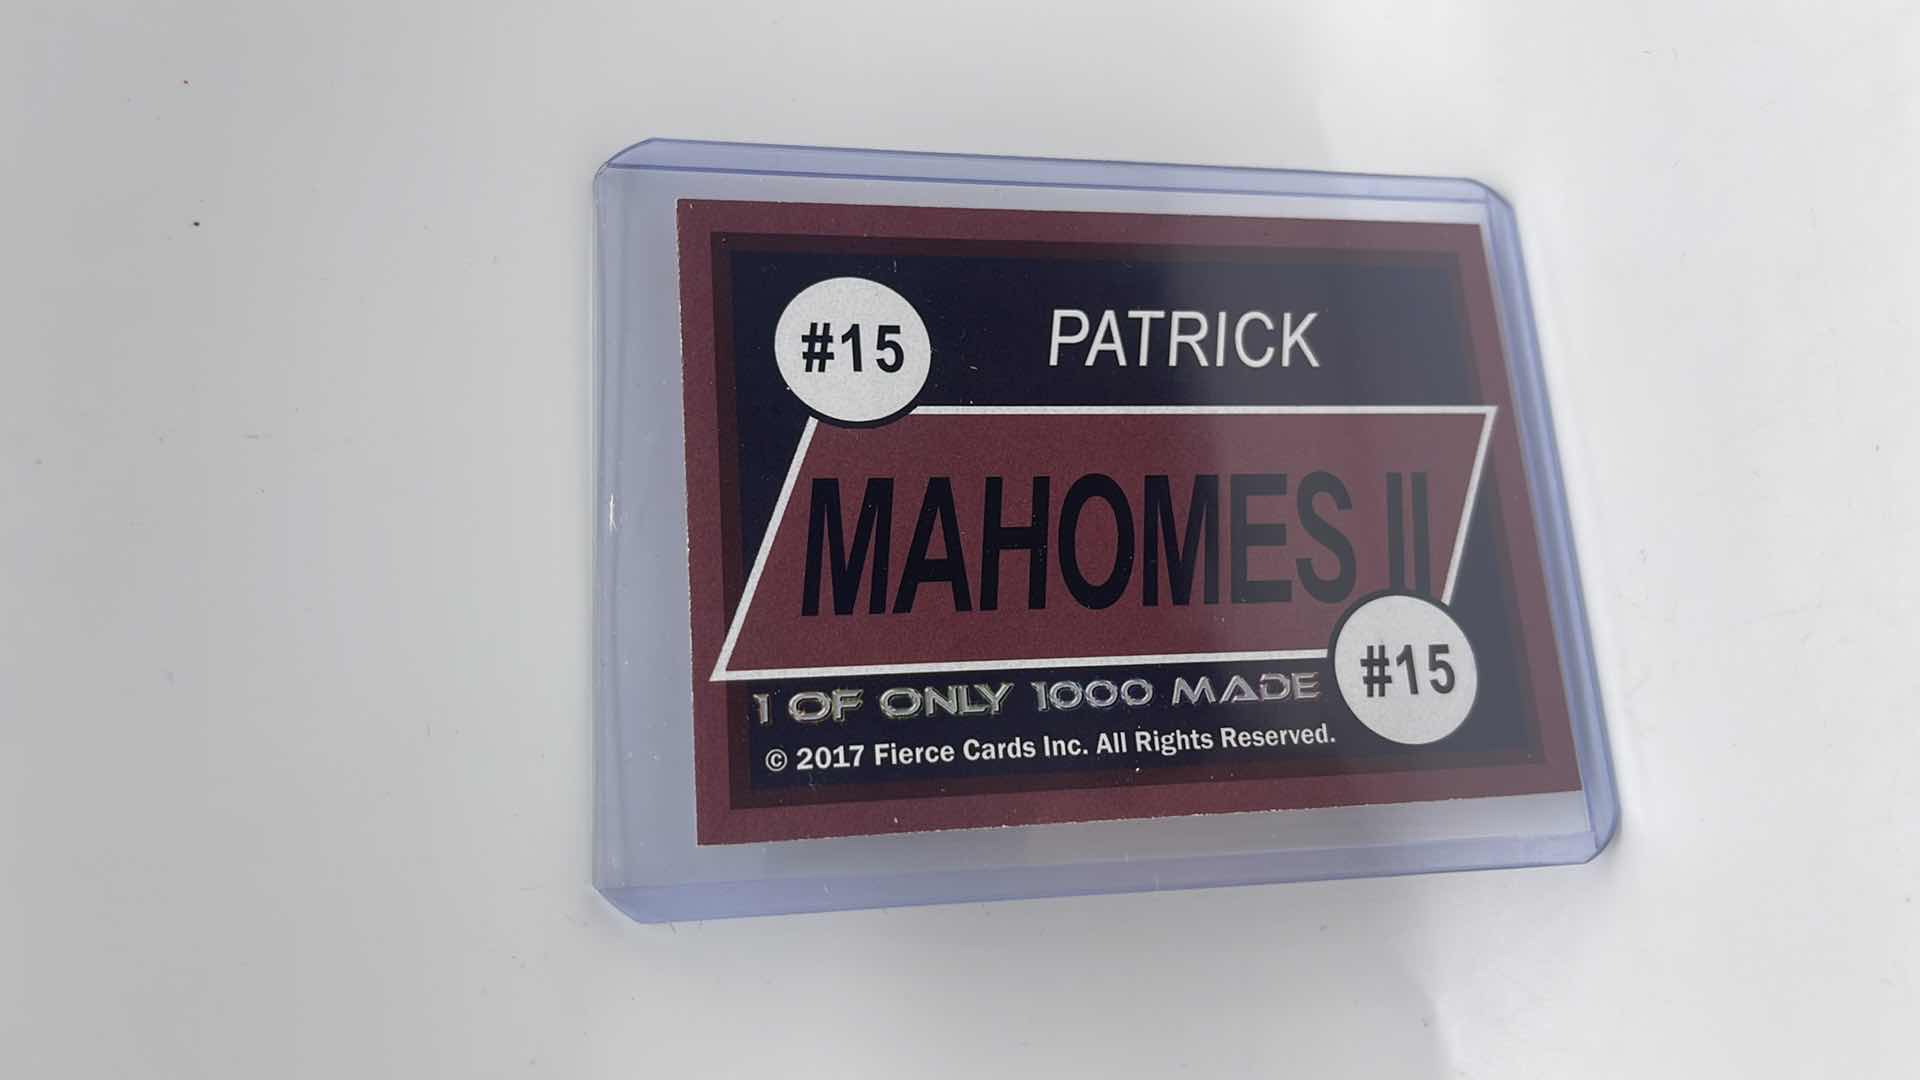 #15
PATRICK
MAHOMES II
#15
1 OF ONLY 1000 MADE
© 2017 Fierce Cards Inc. All Rights Reserved.